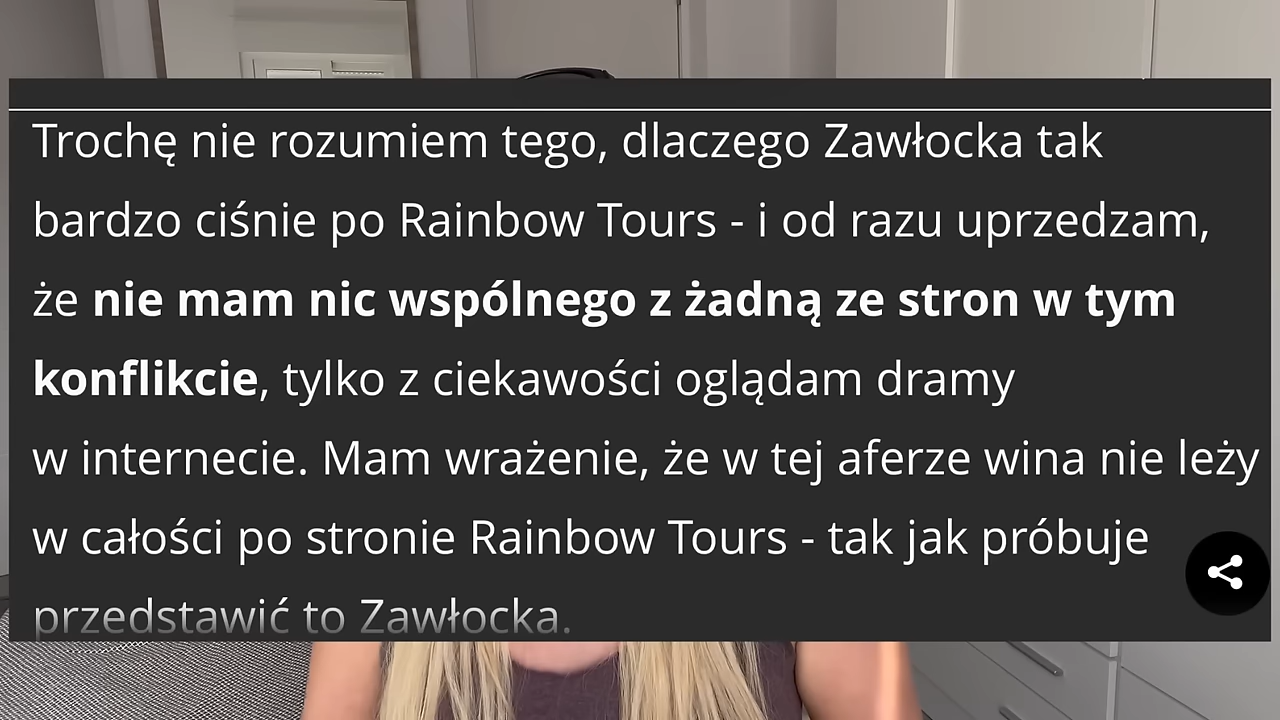 Trochę nie rozumiem tego, dlaczego Zawłocka tak
bardzo ciśnie po Rainbow Tours - i od razu uprzedzam,
że nie mam nic wspólnego z żadną ze stron w tym
konflikcie, tylko z ciekawości oglądam dramy
w internecie. Mam wrażenie, że w tej aferze wina nie leży
w całości po stronie Rainbow Tours - tak jak próbuje
przedstawić to Zawłocka.